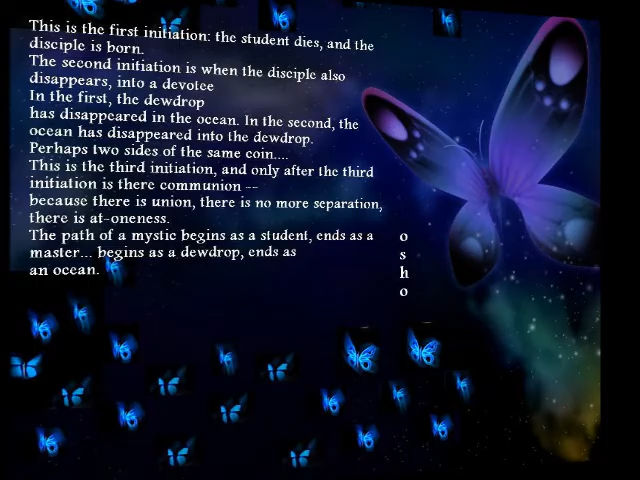 This is the first initiation: the student dies, and the
disciple is born.
The second initiation is when the disciple also
disappears, into a devotee
In the first, the dewdrop
has disappeared in the ocean. In the second, the
ocean has disappeared into the dewdrop.
Perhaps two sides of the same coin....
This is the third initiation, and only after the third
initiation is there communion --
because there is union, there is no more separation,
there is at-oneness.
The path of a mystic begins as a student, ends as a
master... begins as a dewdrop, ends as
an ocean.
o
s
h
o